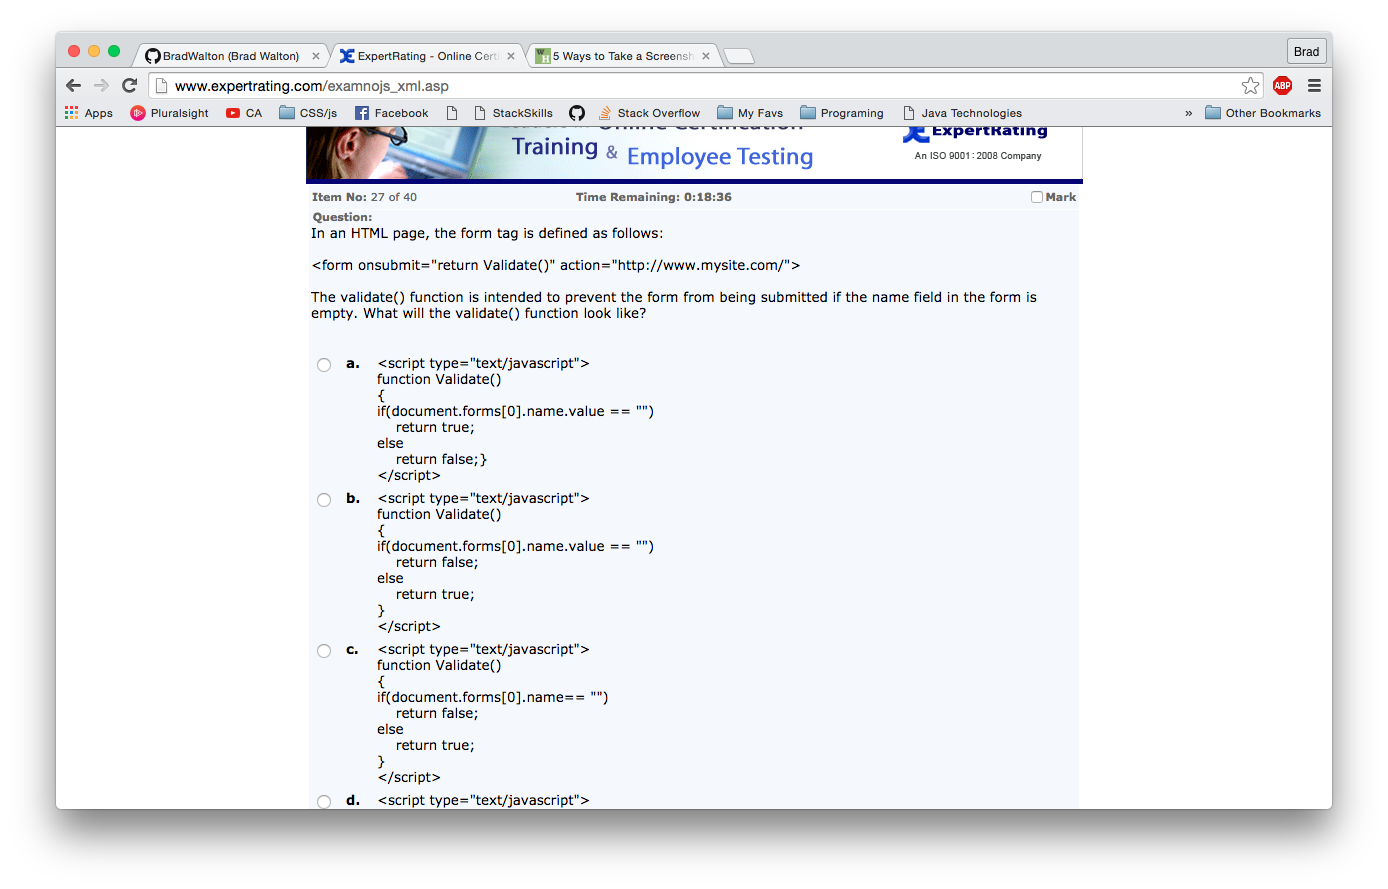 BradWalton (Brad Walton)
ExpertRating - Online Certi
5 Ways to Take a Screensh
Brad
www.expertrating.com/examnojs_xml.asp
ABP
Apps
Pluralsight
CA
CSS/js
Facebook
StackSkills
Stack Overflow
My Favs
Programing
Java Technologies
»
Other Bookmarks
Online Certification
Training & Employee Testing
ExpertRating
An ISO 9001:2008 Company
Item No: 27 of 40
Time Remaining: 0:18:36
Mark
Question:
In an HTML page, the form tag is defined as follows:
<form onsubmit="return Validate()" action="http://www.mysite.com/">
The validate() function is intended to prevent the form from being submitted if the name field in the form is
empty. What will the validate() function look like?
a. <script type="text/javascript">
function Validate()
{
if(document.forms[0].name.value == "")
return true;
else
return false;}
</script>
b. <script type="text/javascript">
function Validate()
{
if(document.forms[0].name.value == "")
return false;
else
return true;
}
</script>
c. <script type="text/javascript">
function Validate()
{
if(document.forms[0].name== "")
return false;
else
return true;
}
</script>
d. <script type="text/javascript">